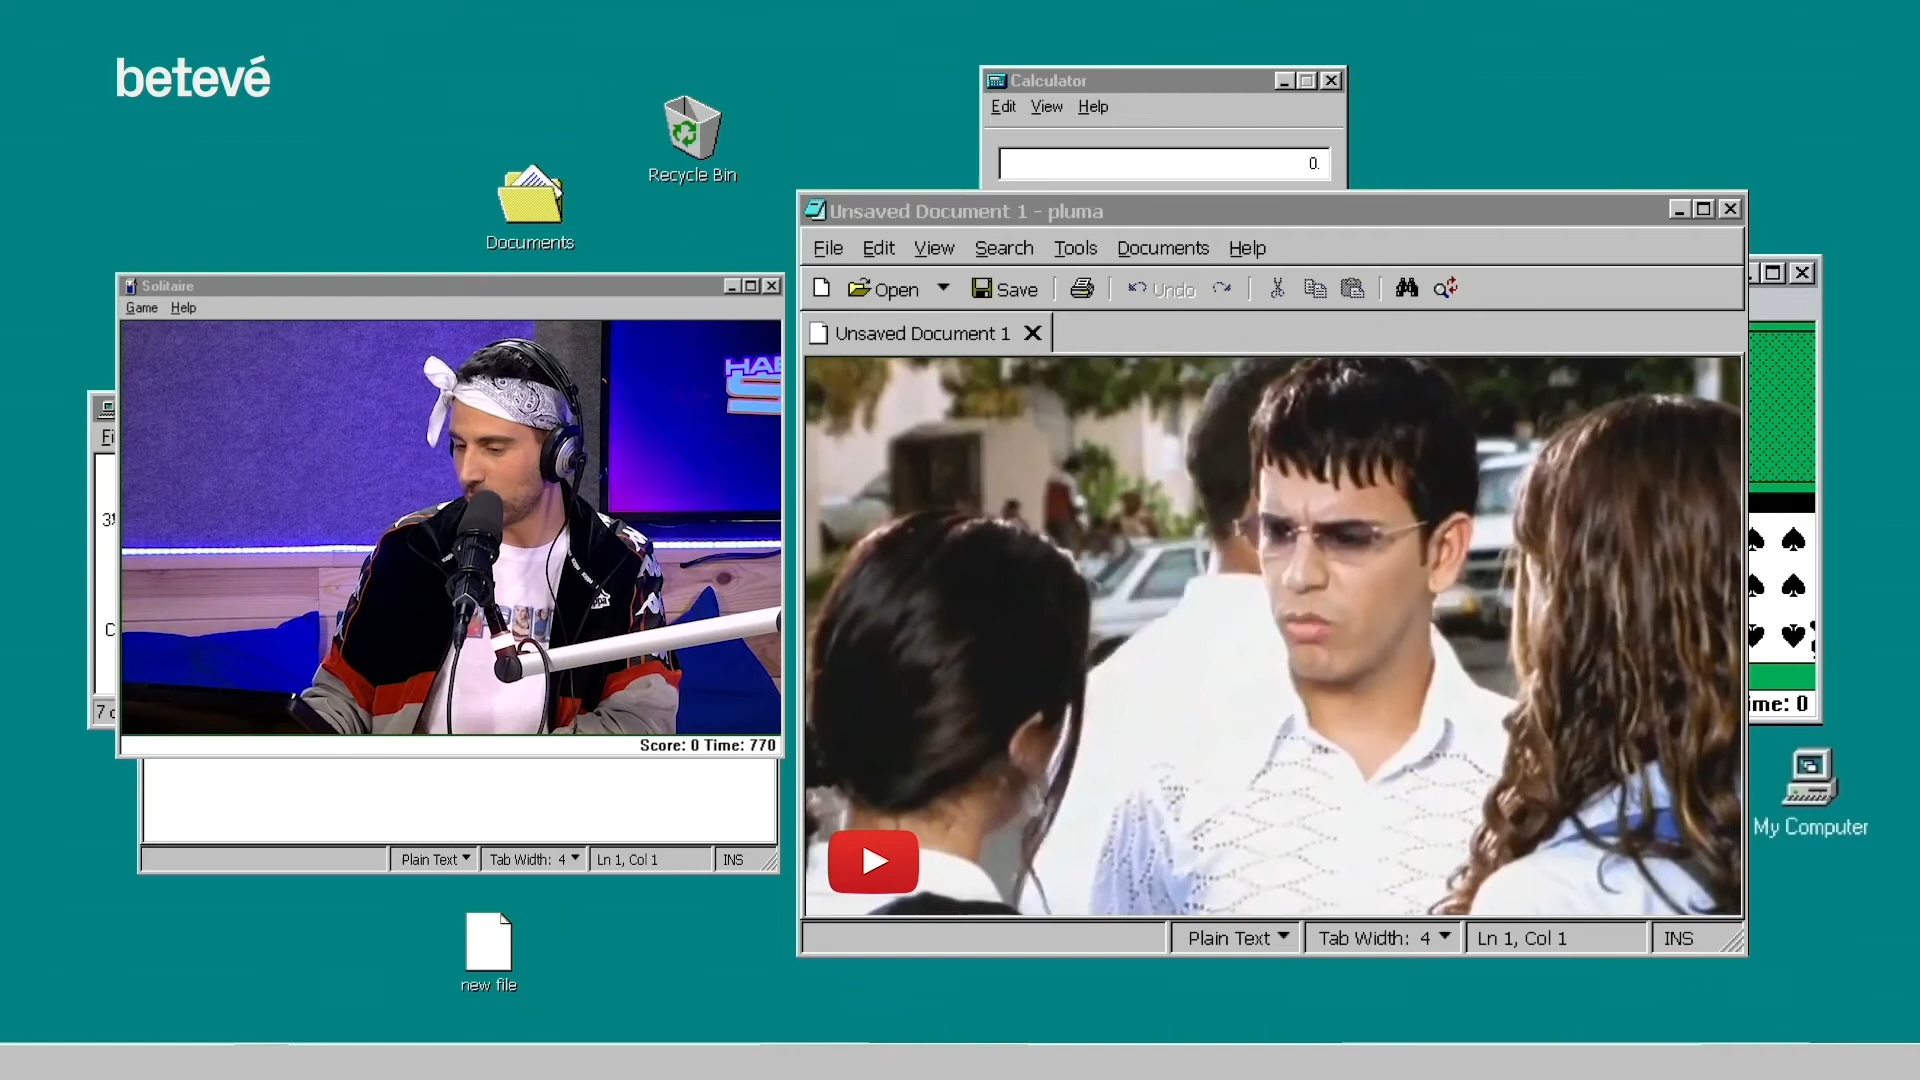 betevé
Recycle Bin
Documents
Calculator
Edit View Help
0.
Unsaved Document 1 - pluma
File Edit View Search Tools Documents Help
Open Save Undo
Unsaved Document 1
Solitaire
Game Help
HAB
Kappa
Score: 0 Time: 770
Plain Text Tab Width: 4 Ln 1, Col 1 INS
Plain Text Tab Width: 4 Ln 1, Col 1 INS
ime: 0
My Computer
new file